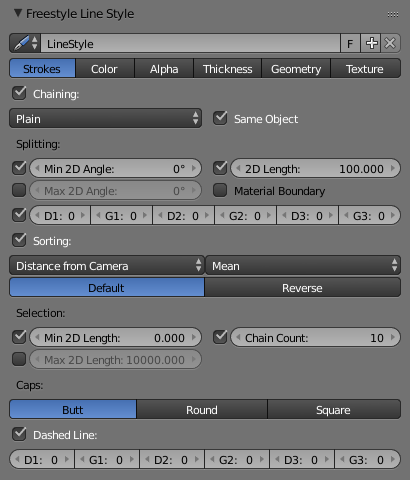 Freestyle Line Style
LineStyle F
Strokes Color Alpha Thickness Geometry Texture
Chaining:
Plain Same Object
Splitting:
Min 2D Angle: 0° 2D Length: 100.000
Max 2D Angle: 0° Material Boundary
D1: 0 G1: 0 D2: 0 G2: 0 D3: 0 G3: 0
Sorting:
Distance from Camera Mean
Default Reverse
Selection:
Min 2D Length: 0.000 Chain Count: 10
Max 2D Length: 10000.000
Caps:
Butt Round Square
Dashed Line:
D1: 0 G1: 0 D2: 0 G2: 0 D3: 0 G3: 0